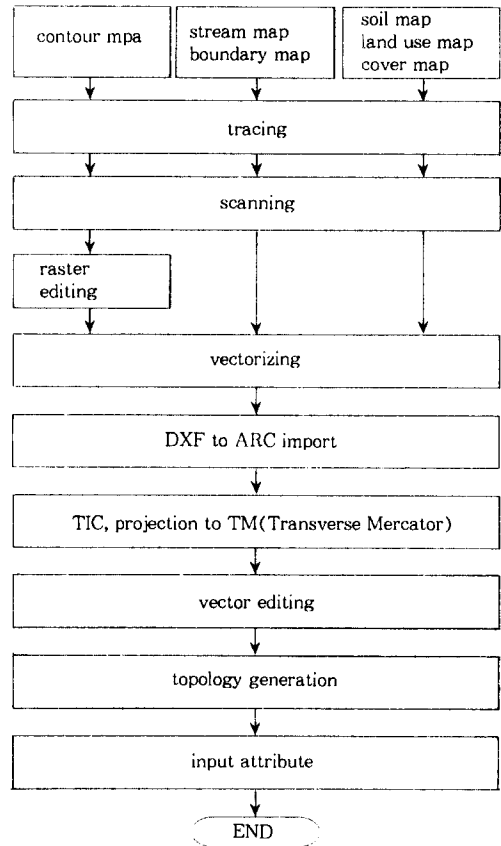 contour mpa
stream map
boundary map
soil map
land use map
cover map
tracing
scanning
raster
editing
vectorizing
DXF to ARC import
TIC, projection to TM(Transverse Mercator)
vector editing
topology generation
input attribute
END